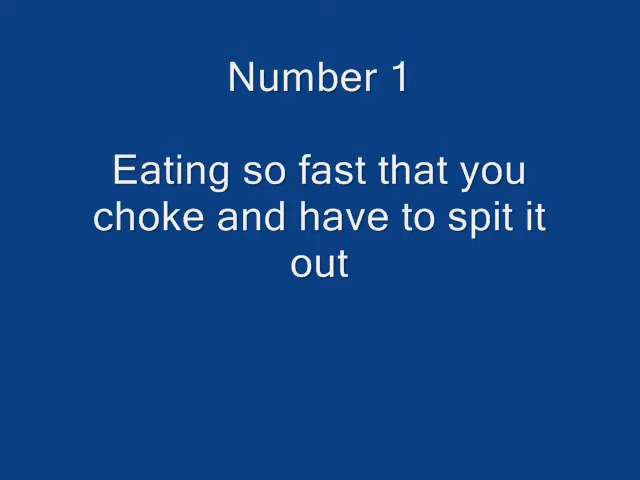 Number 1
Eating so fast that you
choke and have to spit it
out